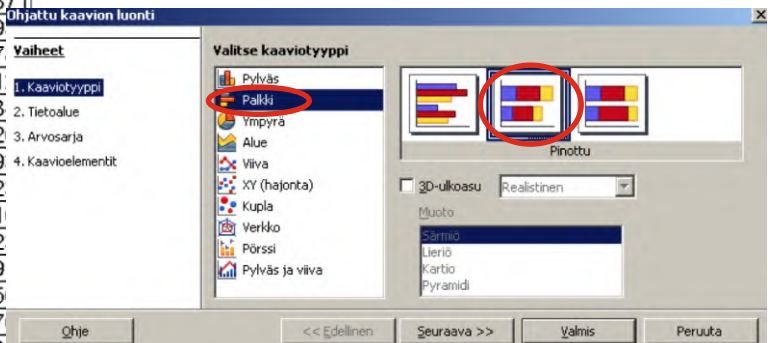 Ohjattu kaavion luonti
Vaiheet
1. Kaaviotyyppi
2. Tietoalue
3. Arvosarja
4. Kaavioelementit
Valitse kaaviotyyppi
Pylväs
Palkki
Ympyrä
Alue
Viiva
XY (hajonta)
Kupla
Verkko
Pörssi
Pylväs ja viiva
Pinottu
3D-ulkoasu Realistinen
Muoto
Särmiö
Lieriö
Kartio
Pyramidi
Ohje << Edellinen Seuraava >> Valmis Peruuta